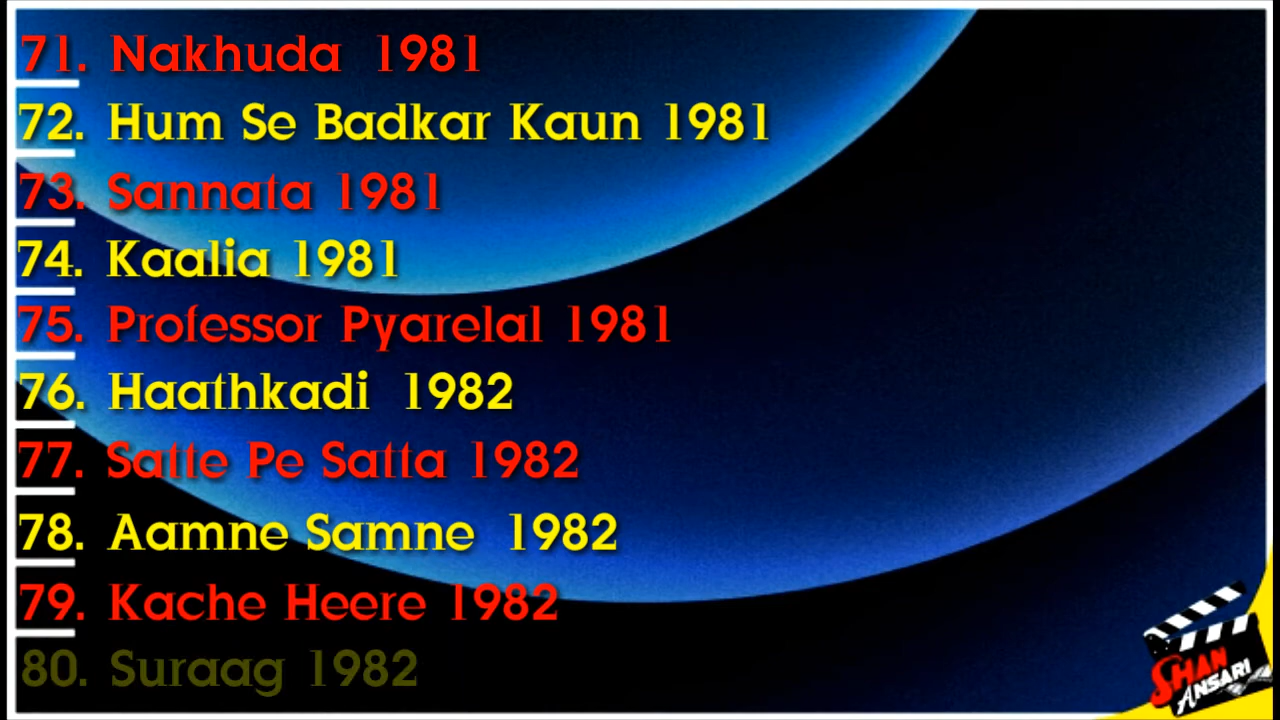 71. Nakhuda 1981
72. Hum Se Badkar Kaun 1981
73. Sannata 1981
74. Kaalia 1981
75. Professor Pyarelal 1981
76. Haathkadi 1982
77. Satte Pe Satta 1982
78. Aamne Samne 1982
79. Kache Heere 1982
80. Suraag 1982
SHAN
ANSARI